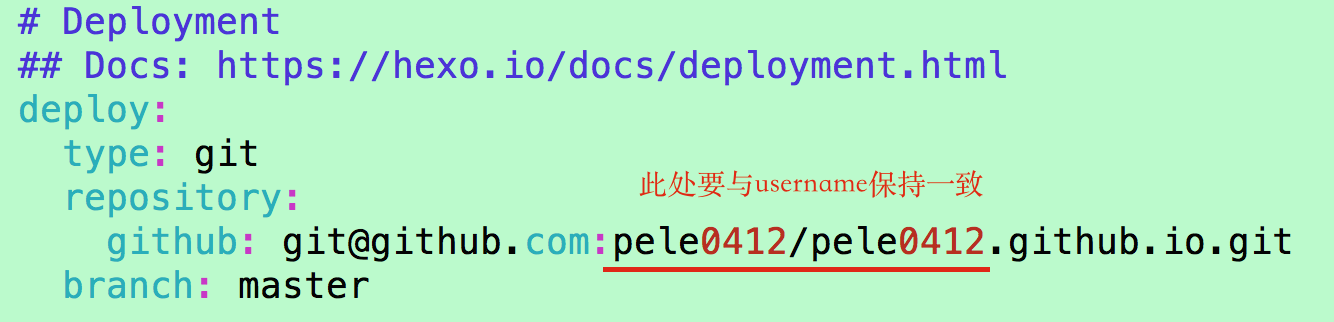 # Deployment
## Docs: https://hexo.io/docs/deployment.html
deploy:
  type: git
  repository:
此处要与username保持一致
    github: git@github.com:pele0412/pele0412.github.io.git
  branch: master